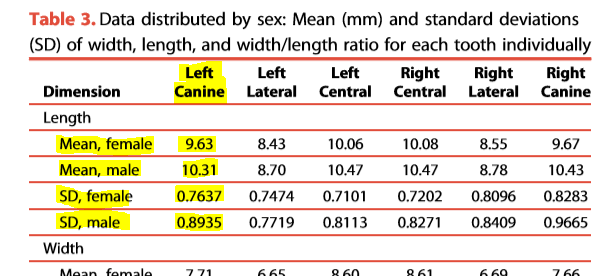 Table 3. Data distributed by sex: Mean (mm) and standard deviations
(SD) of width, length, and width/length ratio for each tooth individually
Left Left Left Right Right Right
Dimension Canine Lateral Central Central Lateral Canine
Length
Mean, female 9.63 8.43 10.06 10.08 8.55 9.67
Mean, male 10.31 8.70 10.47 10.47 8.78 10.43
SD, female 0.7637 0.7474 0.7101 0.7202 0.8096 0.8283
SD, male 0.8935 0.7719 0.8113 0.8271 0.8409 0.9665
Width
Mean, female 7.71 6.65 8.60 8.61 6.69 7.66